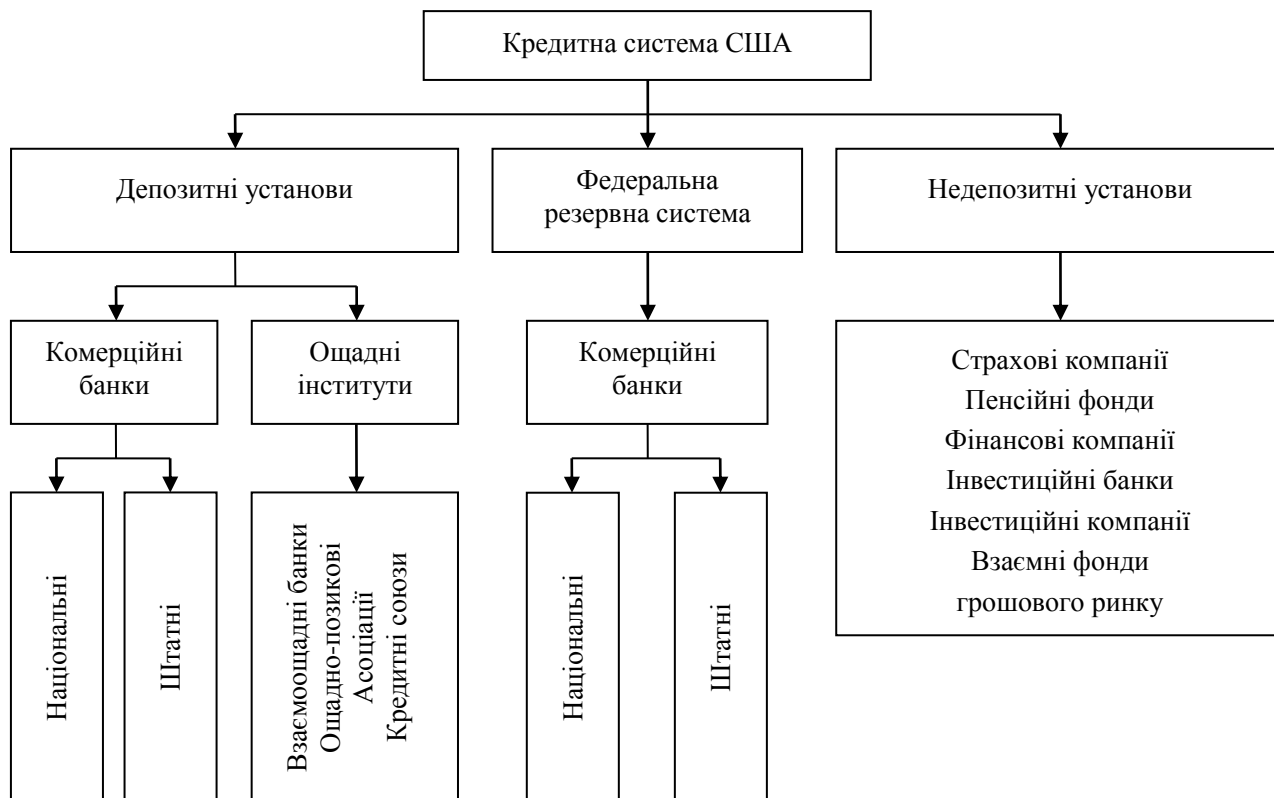 Кредитна система США
Депозитні установи
Федеральна
резервна система
Недепозитні установи
Комерційні
банки
Ощадні
інститути
Комерційні
банки
Страхові компанії
Пенсійні фонди
Фінансові компанії
Інвестиційні банки
Інвестиційні компанії
Взаємні фонди
грошового ринку
Національні
Штатні
Взаємоощадні банки
Ощадно-позикові
Асоціації
Кредитні союзи
Національні
Штатні